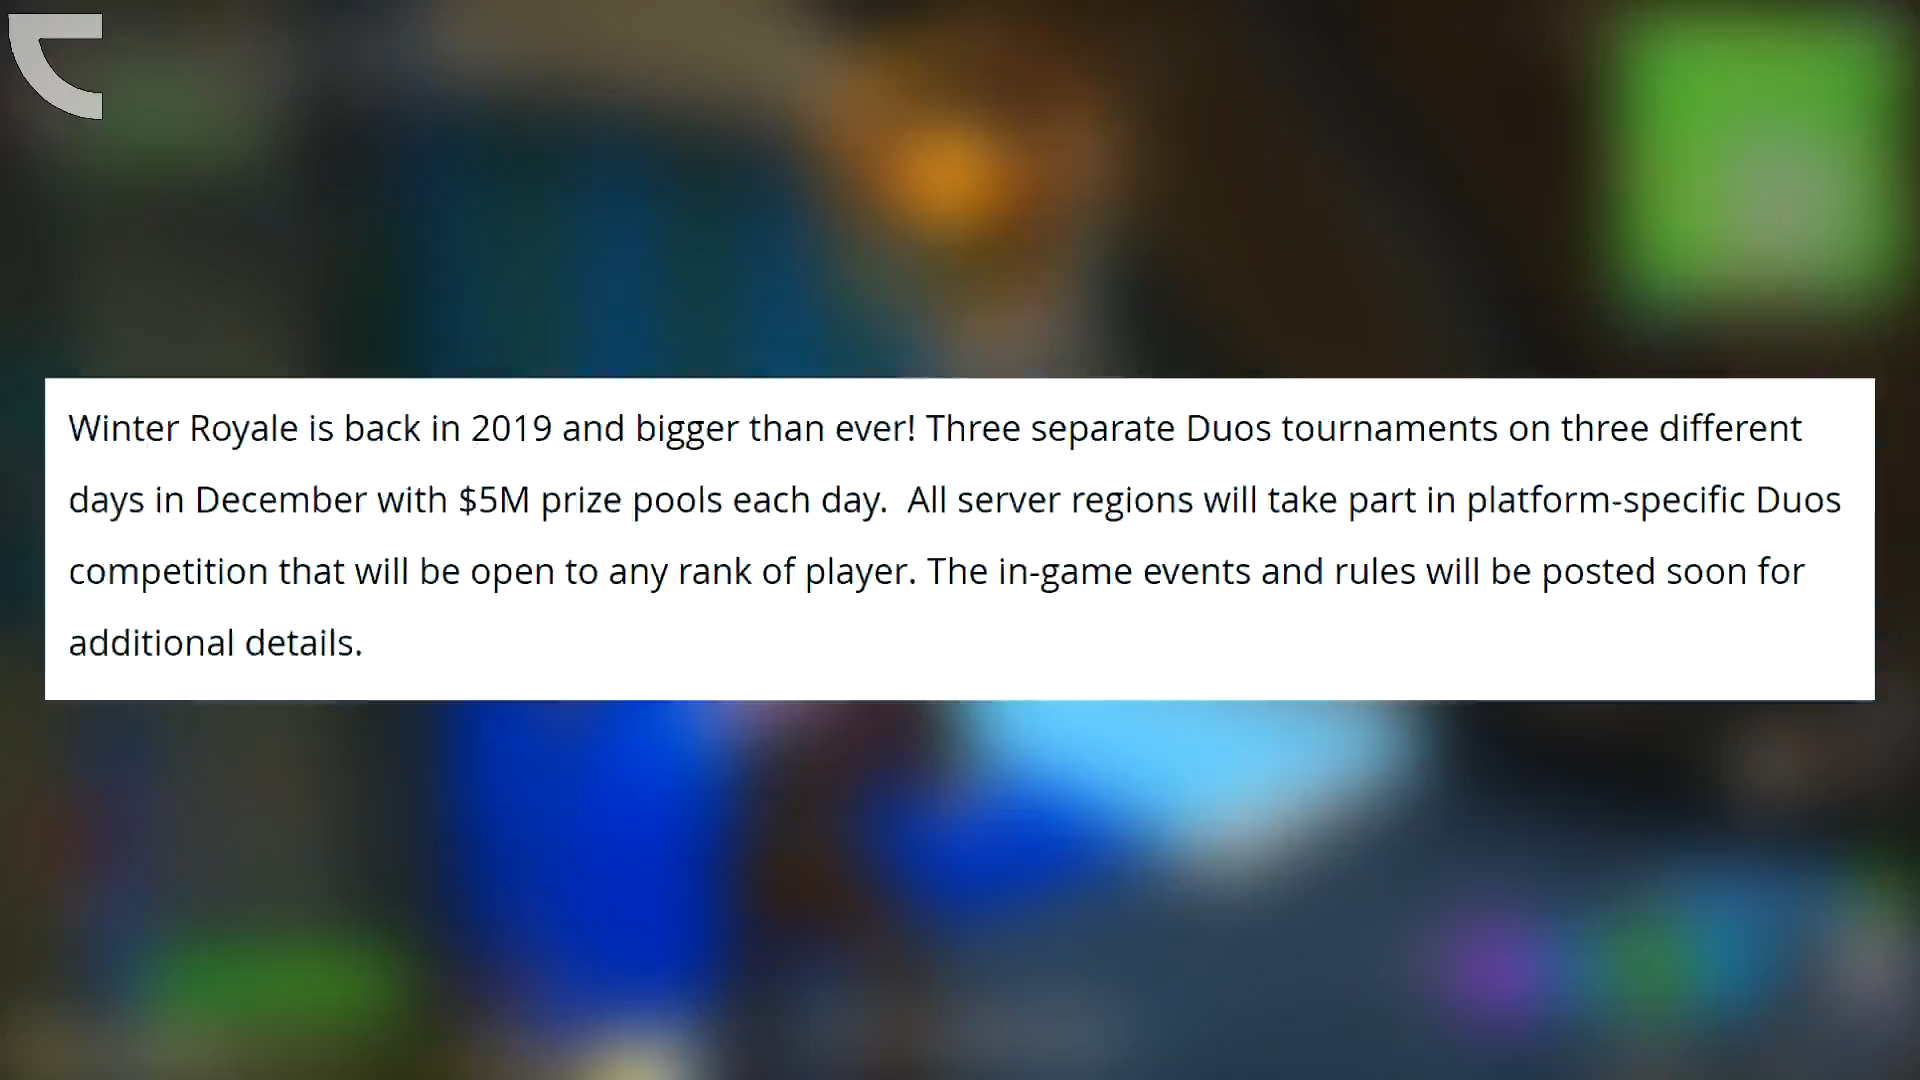 Winter Royale is back in 2019 and bigger than ever! Three separate Duos tournaments on three different
days in December with $5M prize pools each day.  All server regions will take part in platform-specific Duos
competition that will be open to any rank of player. The in-game events and rules will be posted soon for
additional details.